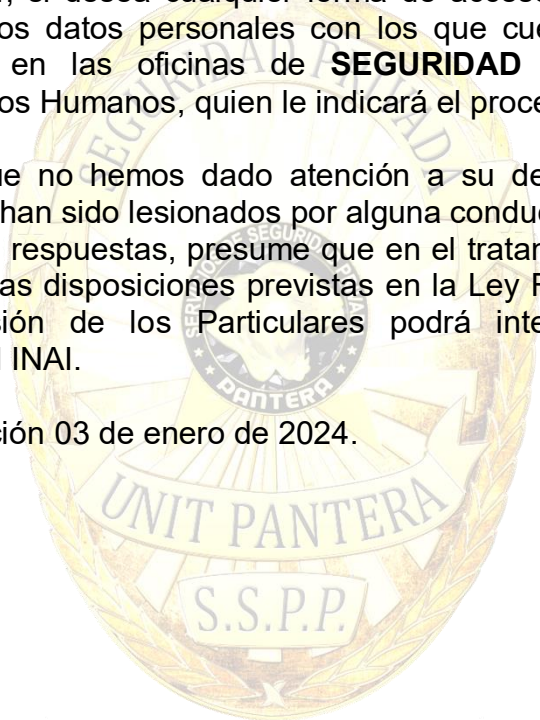 , si desea cualquier forma de acceso
os datos personales con los que cue
en las oficinas de SEGURIDAD
os Humanos, quien le indicará el proce
ue no hemos dado atención a su de
han sido lesionados por alguna condu
respuestas, presume que en el tratar
as disposiciones previstas en la Ley F
sión de los Particulares podrá inte
INAI.
ción 03 de enero de 2024.
SEGURIDAD PRIVADA
SERVICIOS DE SEGURIDAD PRIVADA
PANTERA
UNIT PANTERA
S.S.P.P.